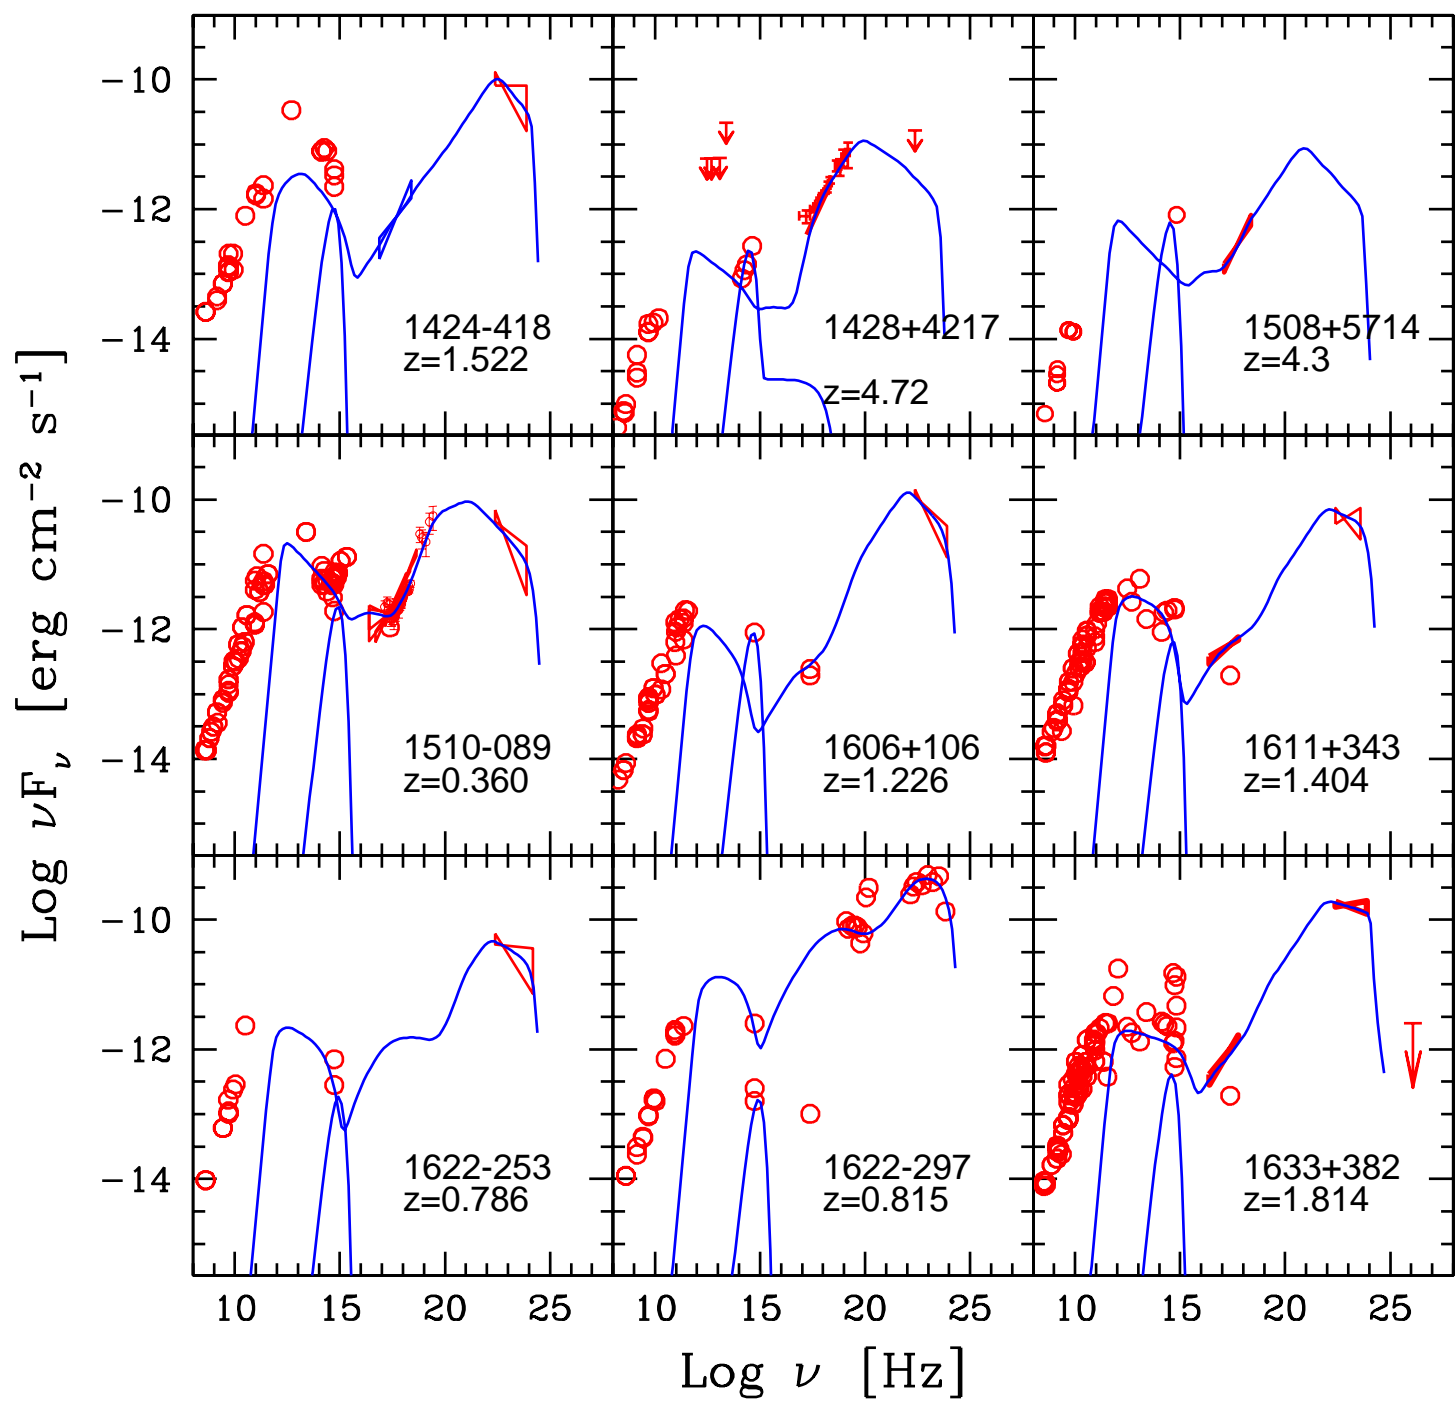 −10
−12
−14
1424-418
z=1.522
1428+4217
z=4.72
1508+5714
z=4.3
−10
−12
−14
1510-089
z=0.360
1606+106
z=1.226
1611+343
z=1.404
−10
−12
−14
1622-253
z=0.786
1622-297
z=0.815
1633+382
z=1.814
10 15 20 25 10 15 20 25 10 15 20 25
Log ν [Hz]
Log νFν [erg cm−2 s−1]